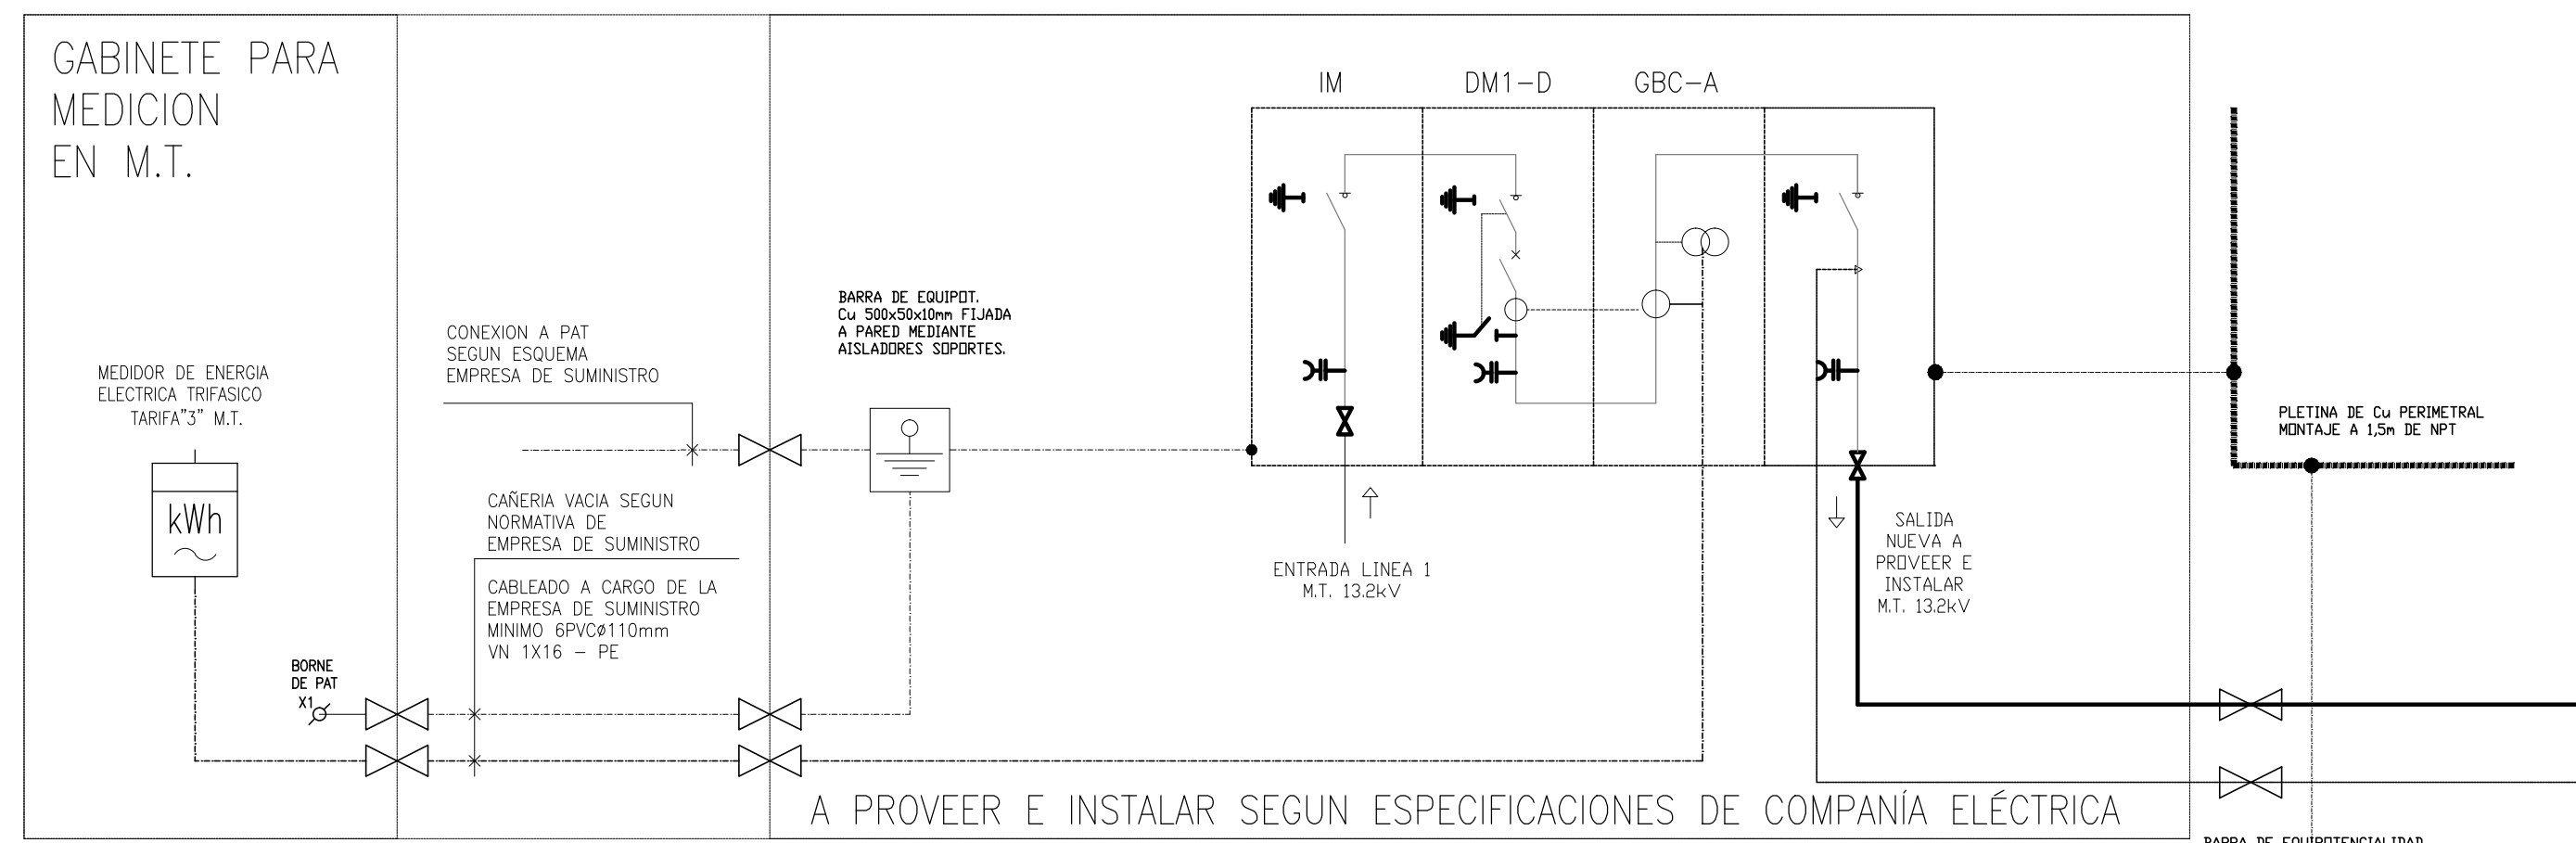 GABINETE PARA
MEDICION
EN M.T.
IM
DM1-D
GBC-A
BARRA DE EQUIPOT.
Cu 500x50x10mm FIJADA
A PARED MEDIANTE
AISLADORES SOPORTES.
CONEXION A PAT
SEGUN ESQUEMA
EMPRESA DE SUMINISTRO
MEDIDOR DE ENERGIA
ELECTRICA TRIFASICO
TARIFA"3" M.T.
kWh
PLETINA DE Cu PERIMETRAL
MONTAJE A 1,5m DE NPT
CAÑERIA VACIA SEGUN
NORMATIVA DE
EMPRESA DE SUMINISTRO
CABLEADO A CARGO DE LA
EMPRESA DE SUMINISTRO
MINIMO 6PVCø110mm
VN 1X16 - PE
ENTRADA LINEA 1
M.T. 13.2kV
SALIDA
NUEVA A
PROVEER E
INSTALAR
M.T. 13.2kV
BORNE
DE PAT
X1
A PROVEER E INSTALAR SEGUN ESPECIFICACIONES DE COMPANÍA ELÉCTRICA
BARRA DE EQUIPOTENCIALIDAD